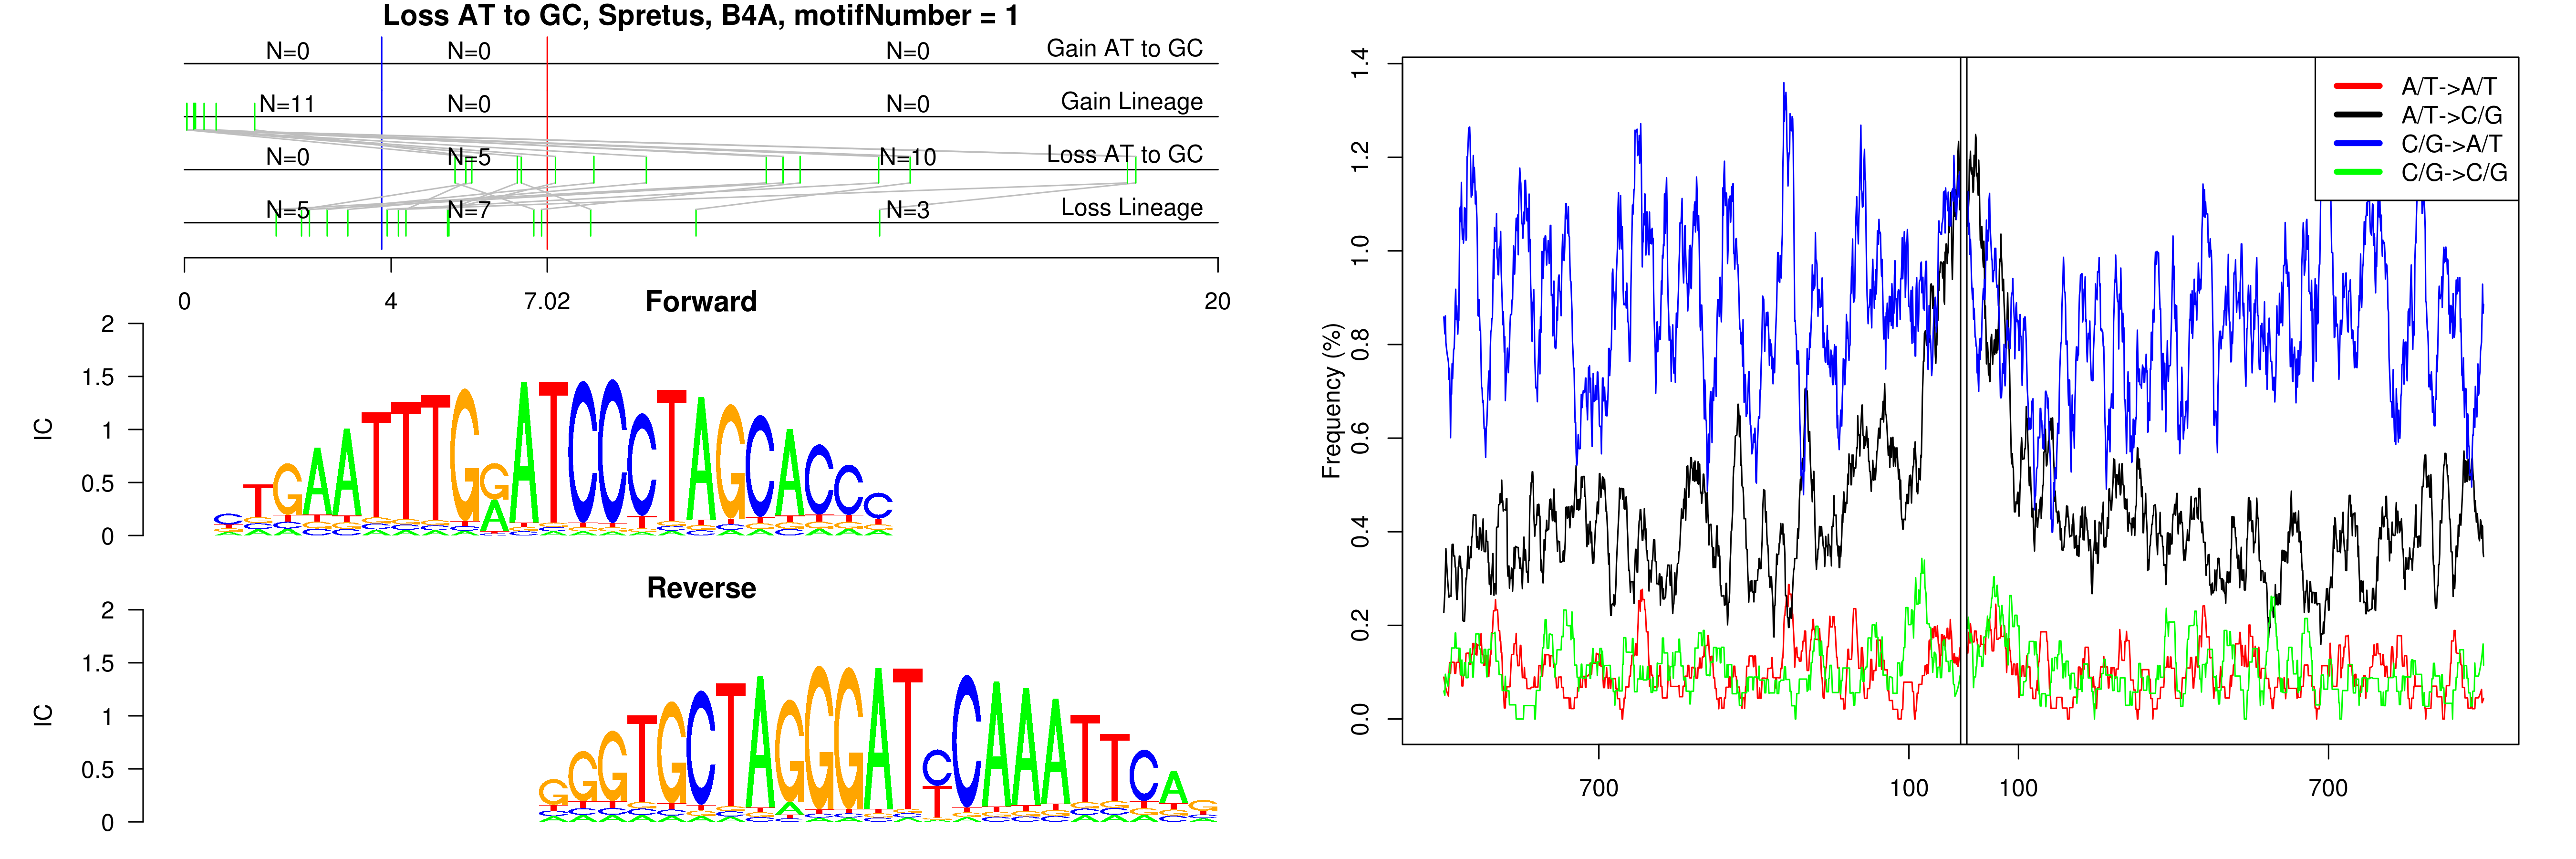 Loss AT to GC, Spretus, B4A, motifNumber = 1
N=0 N=0 N=0 Gain AT to GC
N=11 N=0 N=0 Gain Lineage
N=0 N=5 N=10 Loss AT to GC
N=5 N=7 N=3 Loss Lineage
0 4 7.02 20
Forward
IC
2
1.5
1
0.5
0
CTGAATTTGGATCCCTAGCACCC
A
Reverse
IC
2
1.5
1
0.5
0
GGGTGCTAGGGATCCAAATTCAG
A T
Frequency (%)
1.4
1.2
1.0
0.8
0.6
0.4
0.2
0.0
700 100 100 700
A/T->A/T
A/T->C/G
C/G->A/T
C/G->C/G